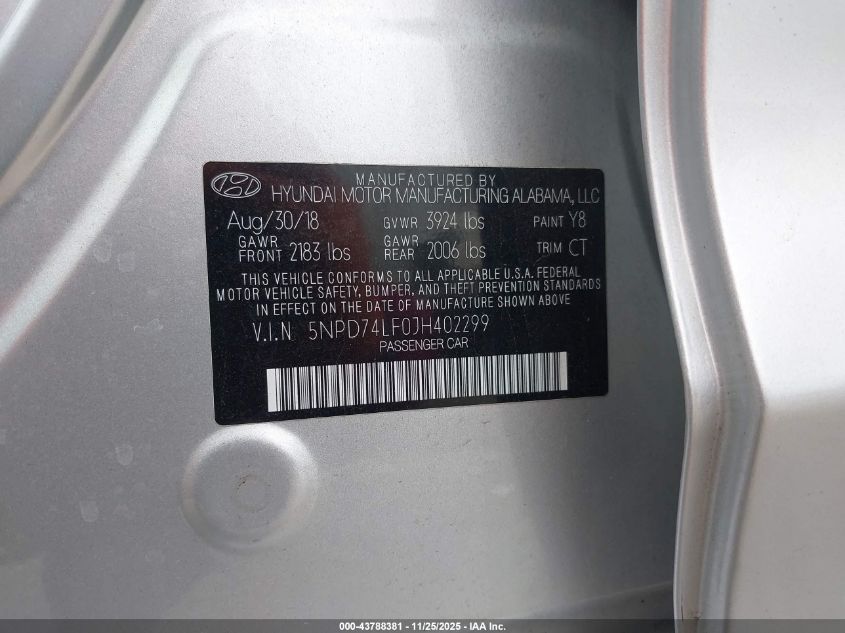 MANUFACTURED BY
HYUNDAI MOTOR MANUFACTURING ALABAMA, LLC
Aug/30/18 GVWR 3924 lbs PAINT Y8
GAWR FRONT 2183 lbs GAWR REAR 2006 lbs TRIM CT
THIS VEHICLE CONFORMS TO ALL APPLICABLE U.S.A. FEDERAL
MOTOR VEHICLE SAFETY, BUMPER, AND THEFT PREVENTION STANDARDS
IN EFFECT ON THE DATE OF MANUFACTURE SHOWN ABOVE
V.I.N 5NPD74LF0JH402299
PASSENGER CAR
000-43788381 - 11/25/2025 - IAA Inc.